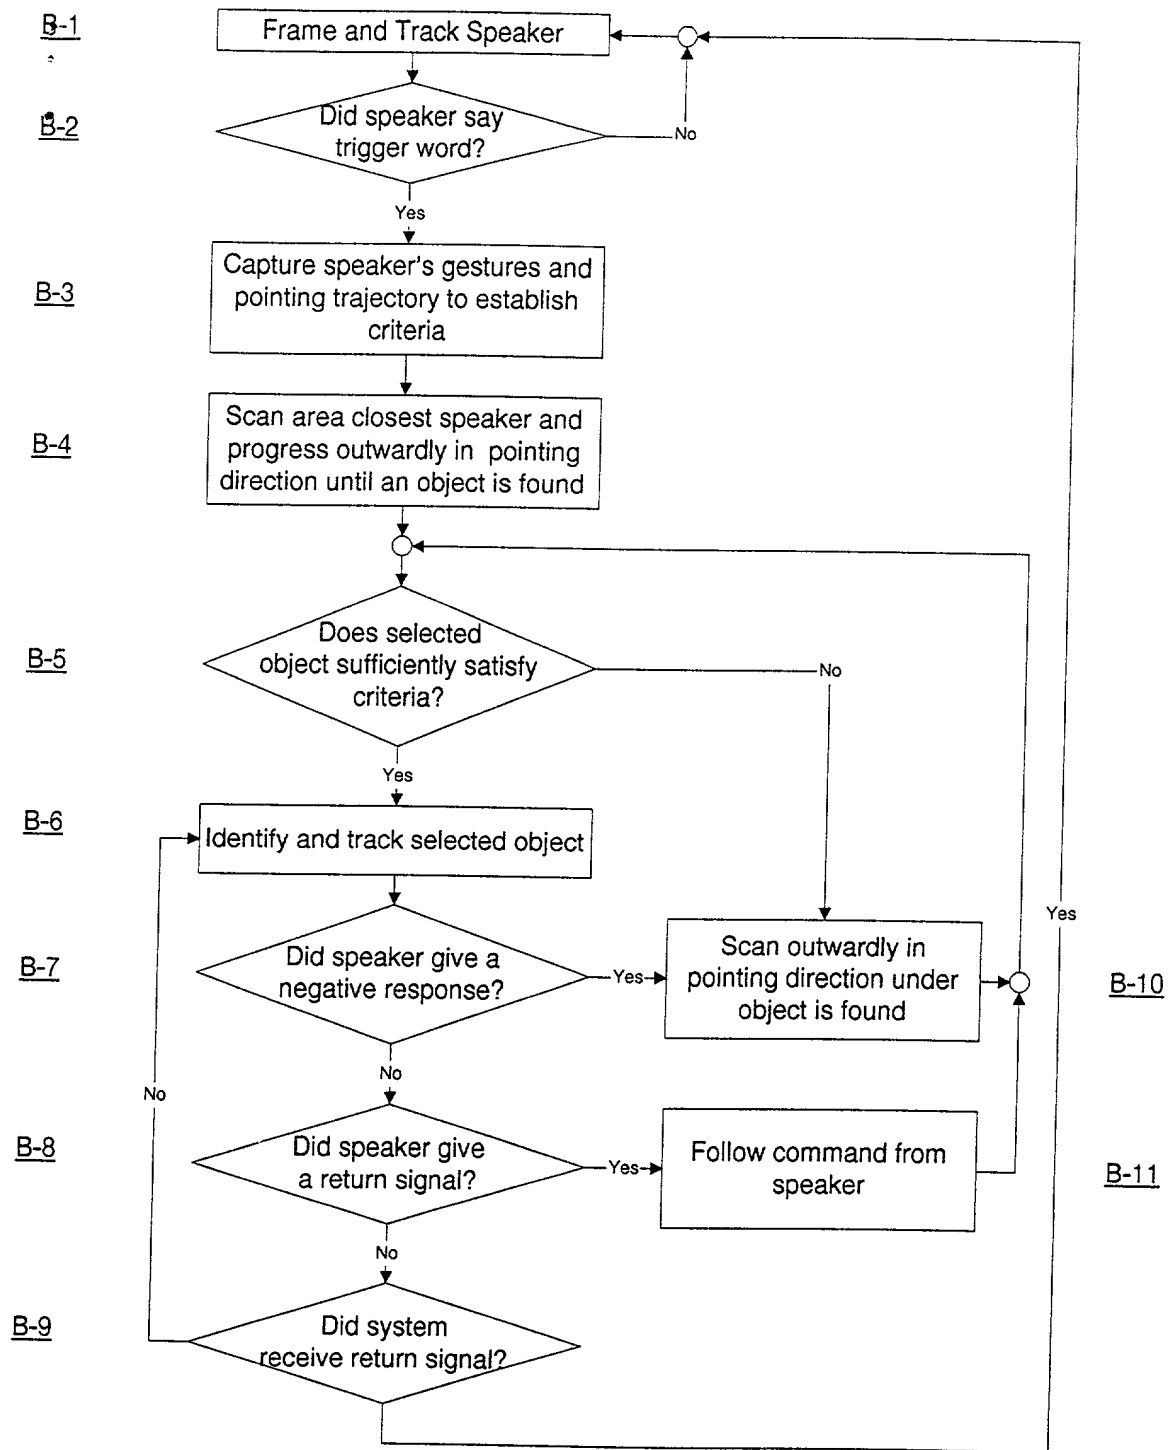 B-1
Frame and Track Speaker
B-2
Did speaker say
trigger word?
No
Yes
B-3
Capture speaker's gestures and
pointing trajectory to establish
criteria
B-4
Scan area closest speaker and
progress outwardly in pointing
direction until an object is found
B-5
Does selected
object sufficiently satisfy
criteria?
No
Yes
B-6
Identify and track selected object
Yes
B-7
Did speaker give a
negative response?
Yes
Scan outwardly in
pointing direction under
object is found
B-10
No
No
B-8
Did speaker give
a return signal?
Yes
Follow command from
speaker
B-11
No
B-9
Did system
receive return signal?